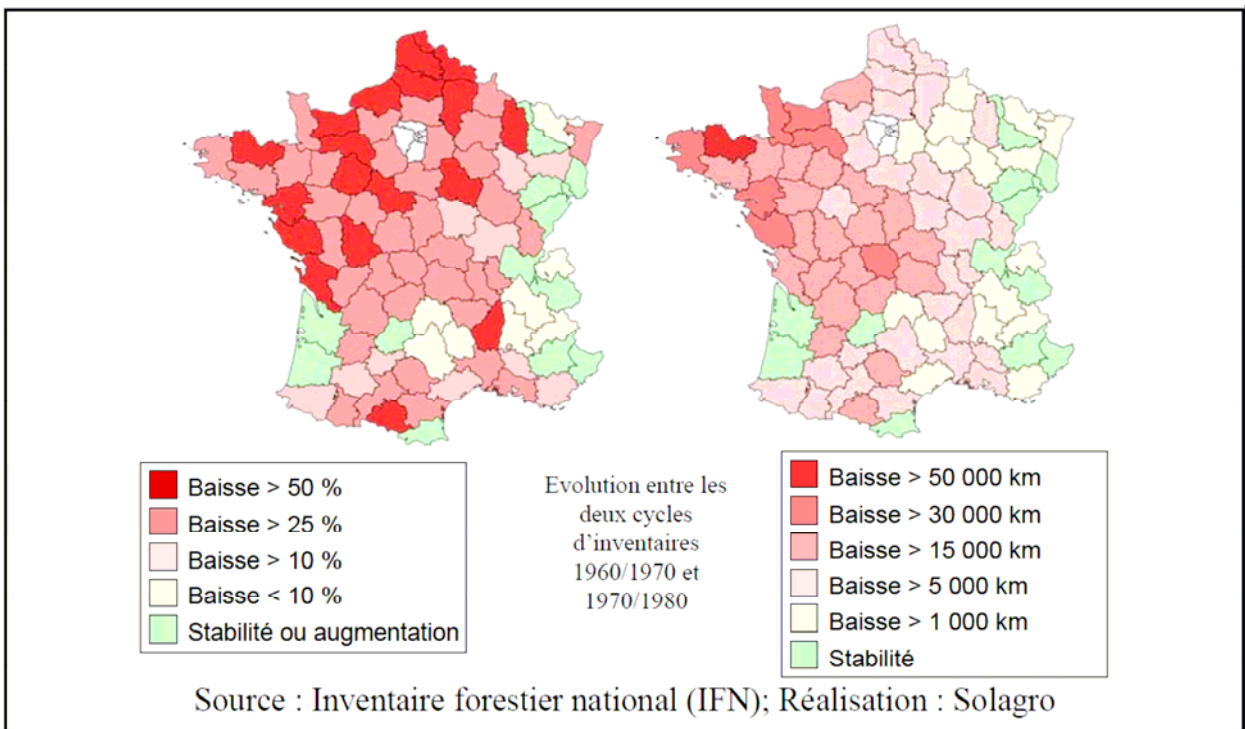 Baisse > 50 %
Baisse > 25 %
Baisse > 10 %
Baisse < 10 %
Stabilité ou augmentation
Evolution entre les
deux cycles
d’inventaires
1960/1970 et
1970/1980
Baisse > 50 000 km
Baisse > 30 000 km
Baisse > 15 000 km
Baisse > 5 000 km
Baisse > 1 000 km
Stabilité
Source : Inventaire forestier national (IFN); Réalisation : Solagro